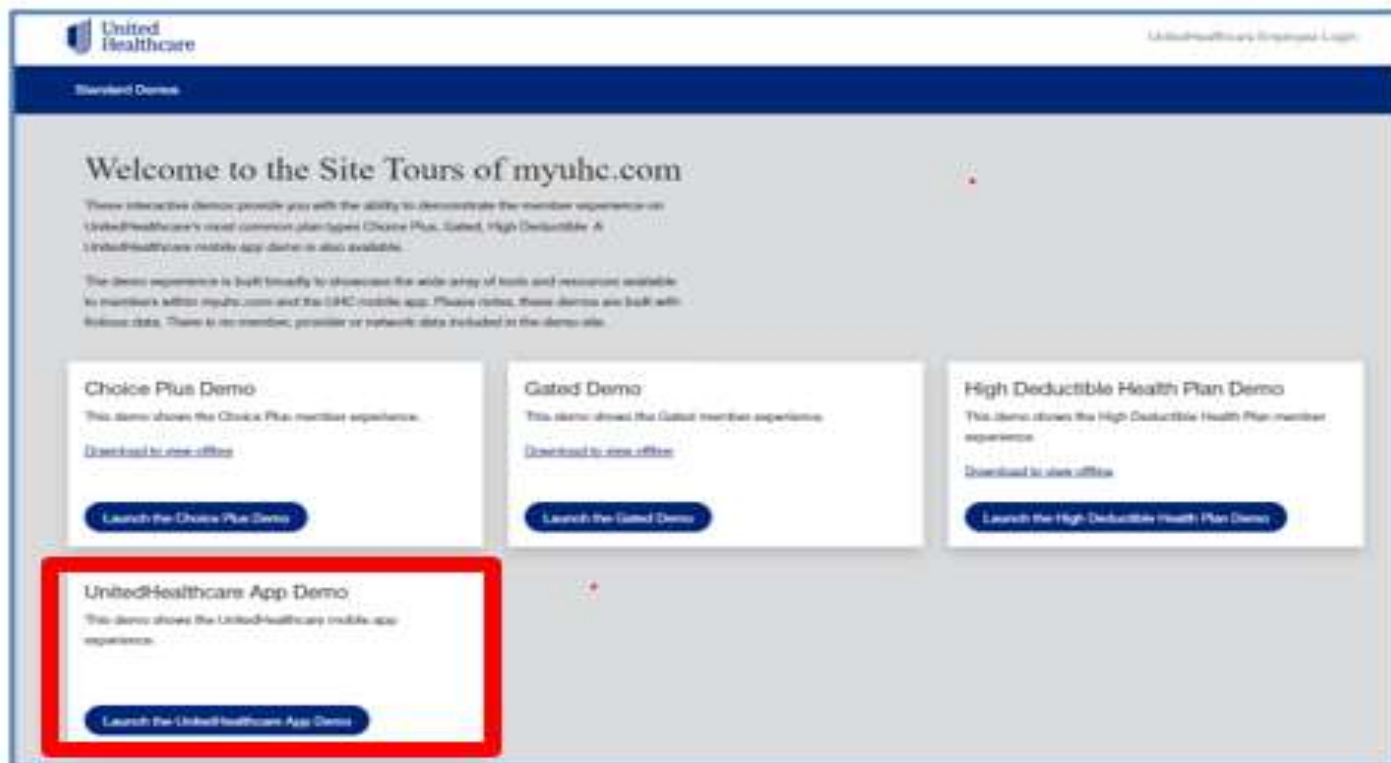 United
Healthcare
UnitedHealthcare Employee Login
Standard Demos
Welcome to the Site Tours of myuhc.com
These interactive demos provide you with the ability to demonstrate the member experience on
UnitedHealthcare's most common plan types Choice Plus, Gated, High Deductible. A
UnitedHealthcare mobile app demo is also available.
The demo experience is built broadly to showcase the wide array of tools and resources available
to members within myuhc.com and the UHC mobile app. Please notes, these demos are built with
fictious data. There is no member, provider or network data included in the demo site.
Choice Plus Demo
This demo shows the Choice Plus member experience.
Download to view offline
Launch the Choice Plus Demo
Gated Demo
This demo shows the Gated member experience.
Download to view offline
Launch the Gated Demo
High Deductible Health Plan Demo
This demo shows the High Deductible Health Plan member
experience.
Download to view offline
Launch the High Deductible Health Plan Demo
UnitedHealthcare App Demo
This demo shows the UnitedHealthcare mobile app
experience.
Launch the UnitedHealthcare App Demo